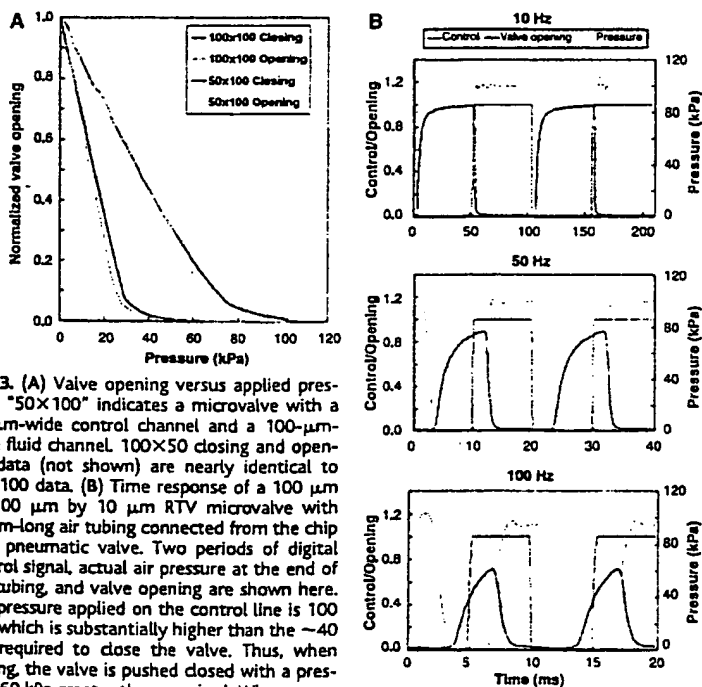 A
1.0
0.8
0.6
0.4
0.2
0.0
Normalized valve opening
100x100 Closing
100x100 Opening
50x100 Closing
50x100 Opening
0 20 40 60 80 100 120
Pressure (kPa)
B
10 Hz
Control Valve opening Pressure
1.2
0.8
0.4
0.0
Control/Opening
120
80
40
0
Pressure (kPa)
0 50 100 150 200
50 Hz
1.2
0.8
0.4
0.0
Control/Opening
120
80
40
0
Pressure (kPa)
0 10 20 30 40
100 Hz
1.2
0.8
0.4
0.0
Control/Opening
120
80
40
0
Pressure (kPa)
0 5 10 15 20
Time (ms)
3. (A) Valve opening versus applied pres-
"50×100" indicates a microvalve with a
m-wide control channel and a 100-μm-
fluid channel. 100×50 closing and open-
data (not shown) are nearly identical to
100 data. (B) Time response of a 100 μm
00 μm by 10 μm RTV microvalve with
m-long air tubing connected from the chip
pneumatic valve. Two periods of digital
rol signal, actual air pressure at the end of
tubing, and valve opening are shown here.
pressure applied on the control line is 100
which is substantially higher than the ~40
required to close the valve. Thus, when
ng, the valve is pushed closed with a pres-